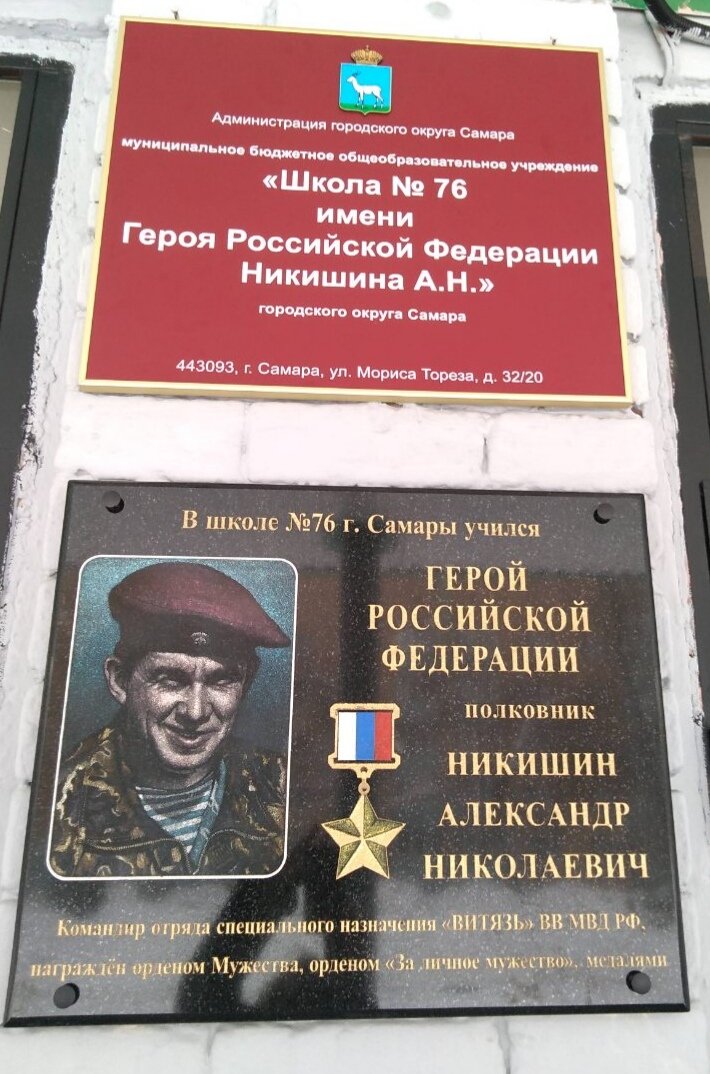 Администрация городского округа Самара
муниципальное бюджетное общеобразовательное учреждение
«Школа № 76
имени
Героя Российской Федерации
Никишина А.Н.»
городского округа Самара
443093, г. Самара, ул. Мориса Тореза, д. 32/20
В школе №76 г. Самары учился
ГЕРОЙ
РОССИЙСКОЙ
ФЕДЕРАЦИИ
полковник
НИКИШИН
АЛЕКСАНДР
НИКОЛАЕВИЧ
Командир отряда специального назначения «ВИТЯЗЬ» ВВ МВД РФ,
награждён орденом Мужества, орденом «За личное мужество», медалями